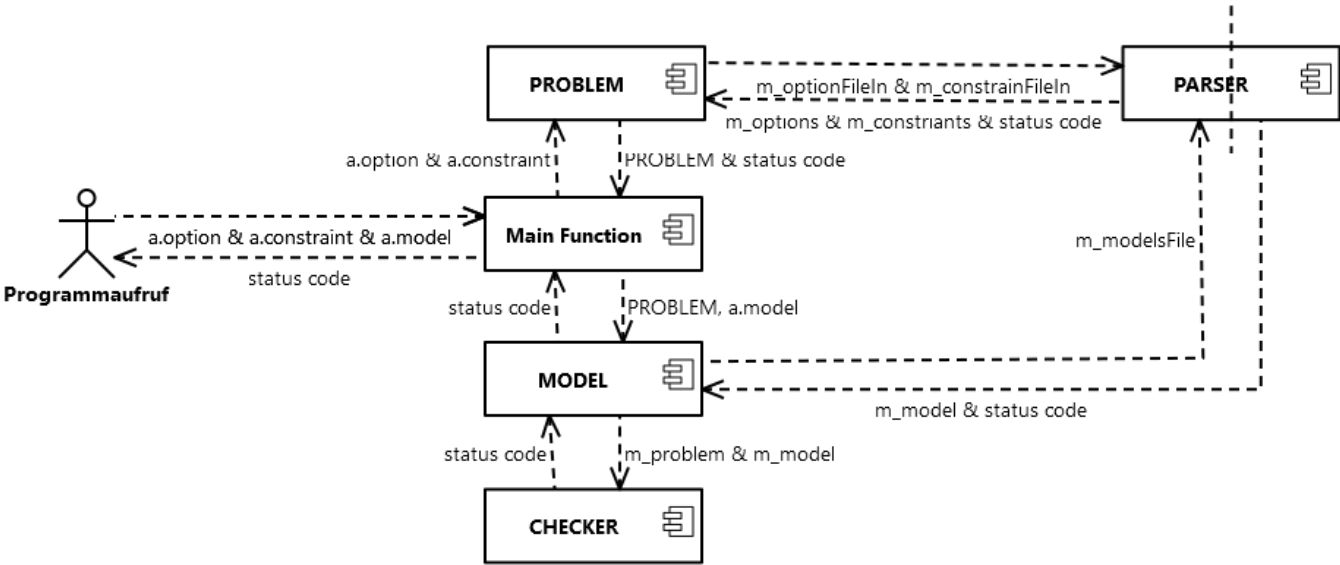 PROBLEM
PARSER
m_optionFileIn & m_constrainFileIn
m_options & m_constriants & status code
a.option & a.constraint
PROBLEM & status code
Main Function
a.option & a.constraint & a.model
status code
Programmaufruf
m_modelsFile
status code
PROBLEM, a.model
MODEL
m_model & status code
status code
m_problem & m_model
CHECKER